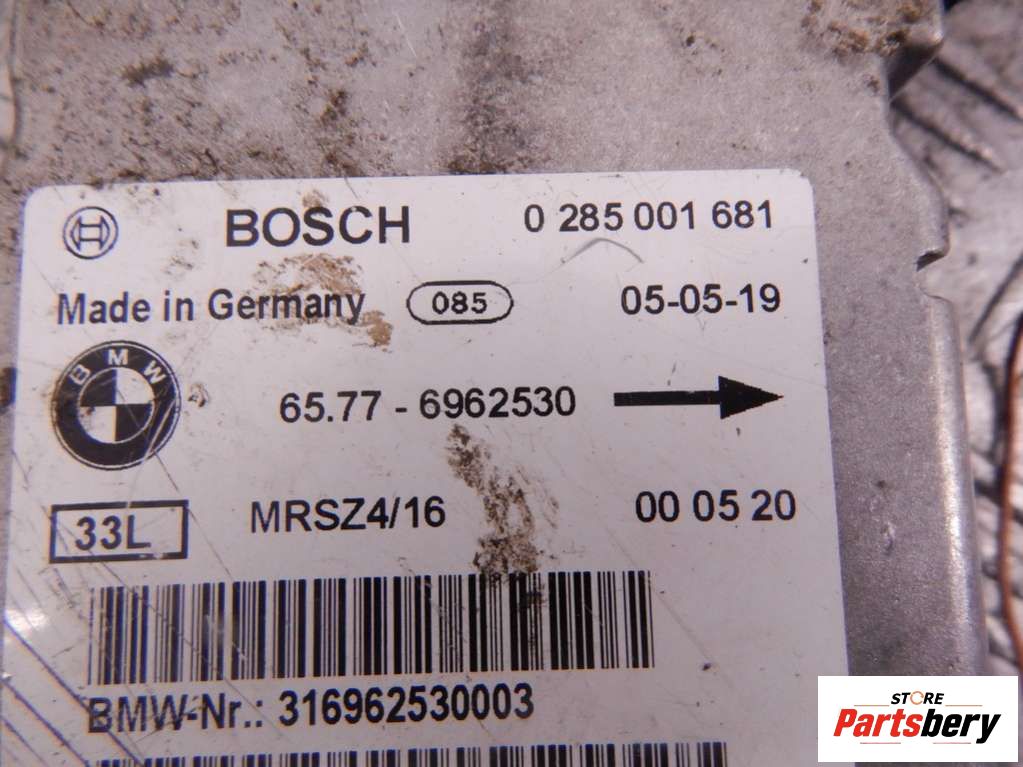 BOSCH 0 285 001 681
Made in Germany 085 05-05-19
BMW
65.77 - 6962530
33L MRSZ4/16 00 05 20
BMW-Nr.: 316962530003
STORE
Partsbery